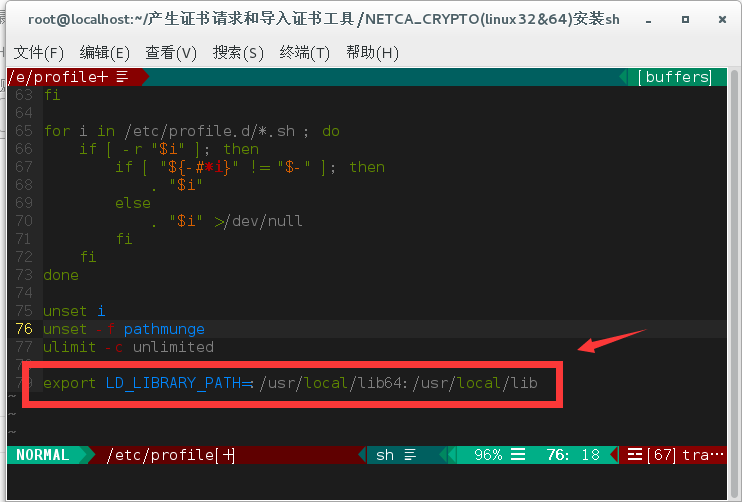 root@localhost:~/产生证书请求和导入证书工具/NETCA_CRYPTO(linux32&64)安装sh
文件(F) 编辑(E) 查看(V) 搜索(S) 终端(T) 帮助(H)
/e/profile+ [buffers]
63 fi
64
65 for i in /etc/profile.d/*.sh ; do
66 if [ -r "$i" ]; then
67 if [ "${-#*i}" != "$-" ]; then
68 . "$i"
69 else
70 . "$i" >/dev/null
71 fi
72 fi
73 done
74
75 unset i
76 unset -f pathmunge
77 ulimit -c unlimited
78
79 export LD_LIBRARY_PATH=:/usr/local/lib64:/usr/local/lib
~
~
~
NORMAL /etc/profile[+] sh 96% 76: 18 [67] tra…